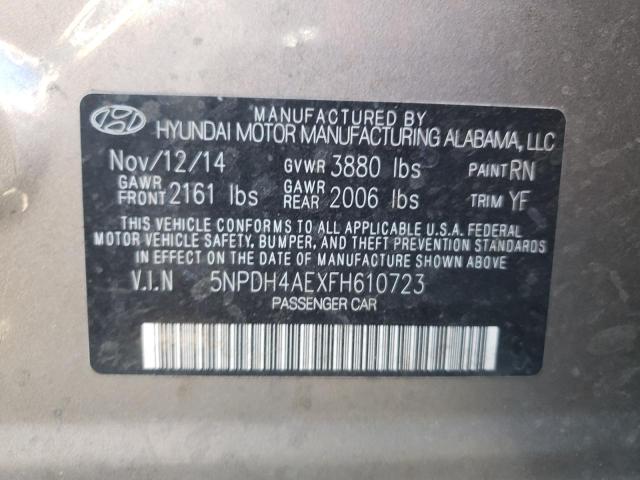 MANUFACTURED BY
HYUNDAI MOTOR MANUFACTURING ALABAMA, LLC
Nov/12/14 GVWR 3880 lbs PAINT RN
GAWR FRONT 2161 lbs GAWR REAR 2006 lbs TRIM YF
THIS VEHICLE CONFORMS TO ALL APPLICABLE U.S.A. FEDERAL
MOTOR VEHICLE SAFETY, BUMPER, AND THEFT PREVENTION
STANDARDS IN EFFECT ON THE DATE OF MANUFACTURE SHOWN ABOVE.
V.I.N 5NPDH4AEXFH610723
PASSENGER CAR